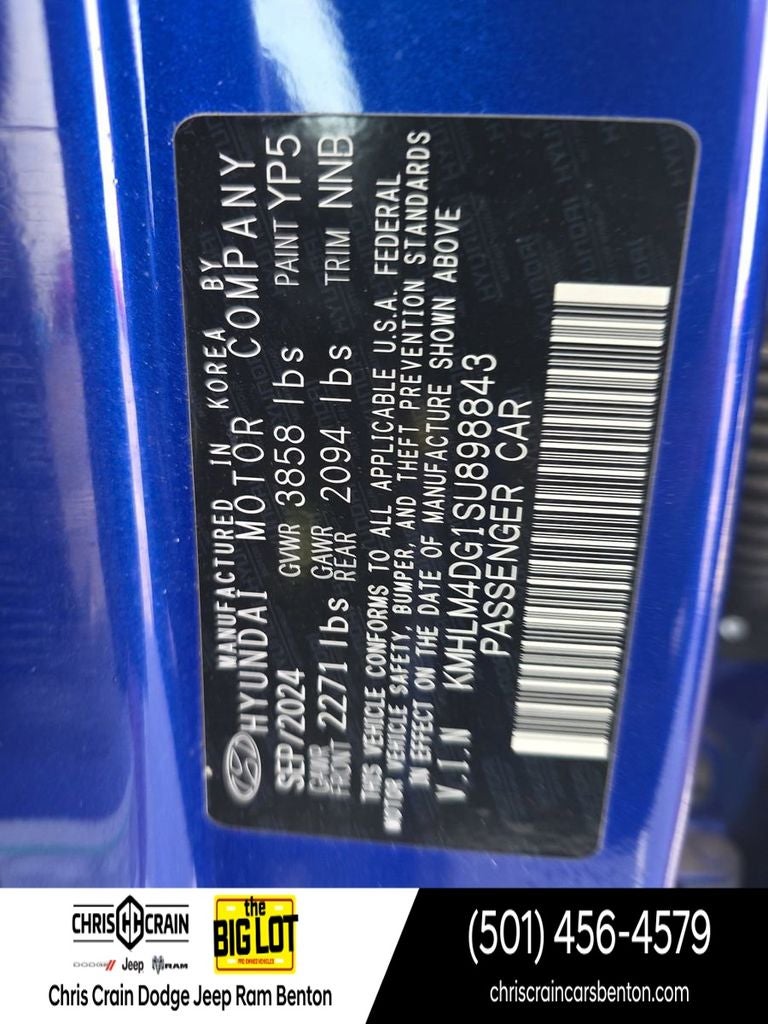 MANUFACTURED IN KOREA BY
HYUNDAI MOTOR COMPANY
SEP/2024 GVWR 3858 lbs PAINT YP5
GAWR FRONT 2271 lbs GAWR REAR 2094 lbs TRIM NNB
THIS VEHICLE CONFORMS TO ALL APPLICABLE U.S.A. FEDERAL
MOTOR VEHICLE SAFETY, BUMPER, AND THEFT PREVENTION STANDARDS
IN EFFECT ON THE DATE OF MANUFACTURE SHOWN ABOVE
V.I.N KMHLM4DG1SU898843
PASSENGER CAR
CHRIS CRAIN
DODGE Jeep RAM
the
BIG LOT
PRE-OWNED VEHICLES
Chris Crain Dodge Jeep Ram Benton
(501) 456-4579
chriscraincarsbenton.com